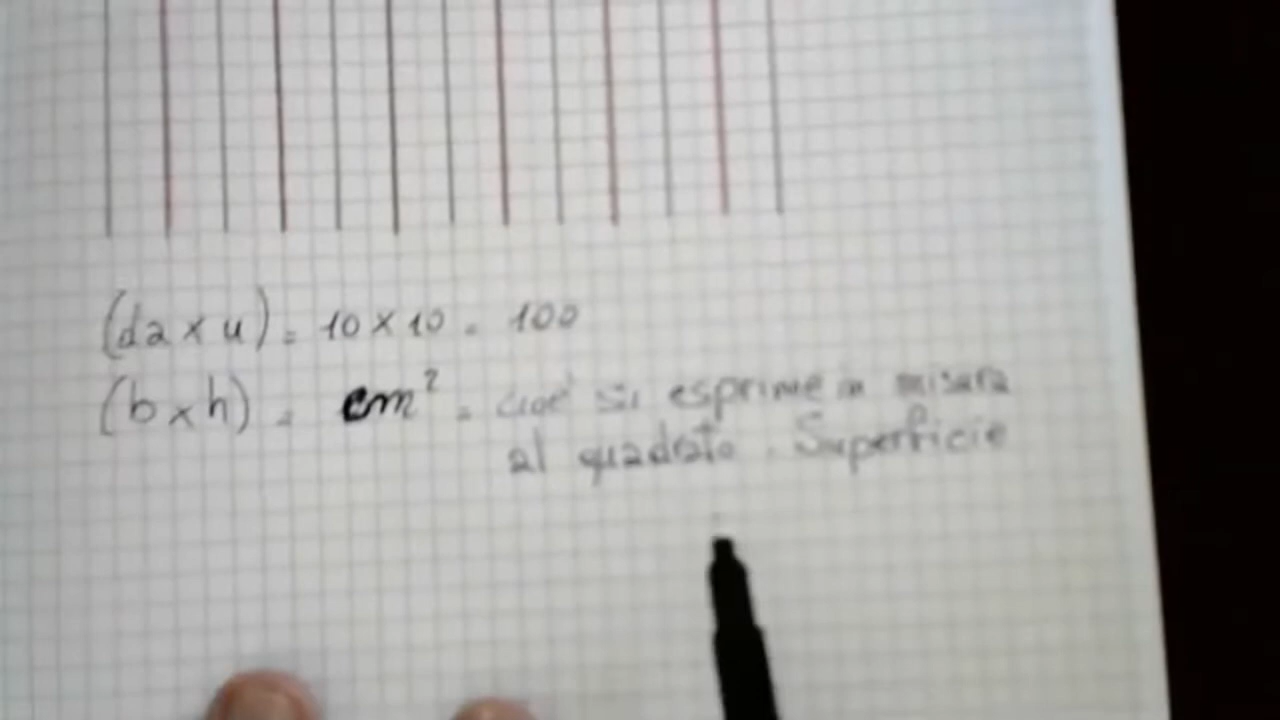 (da x u) = 10 x 10 = 100
(b x h) = cm² = cioè si esprime in misura
al quadrato. Superficie